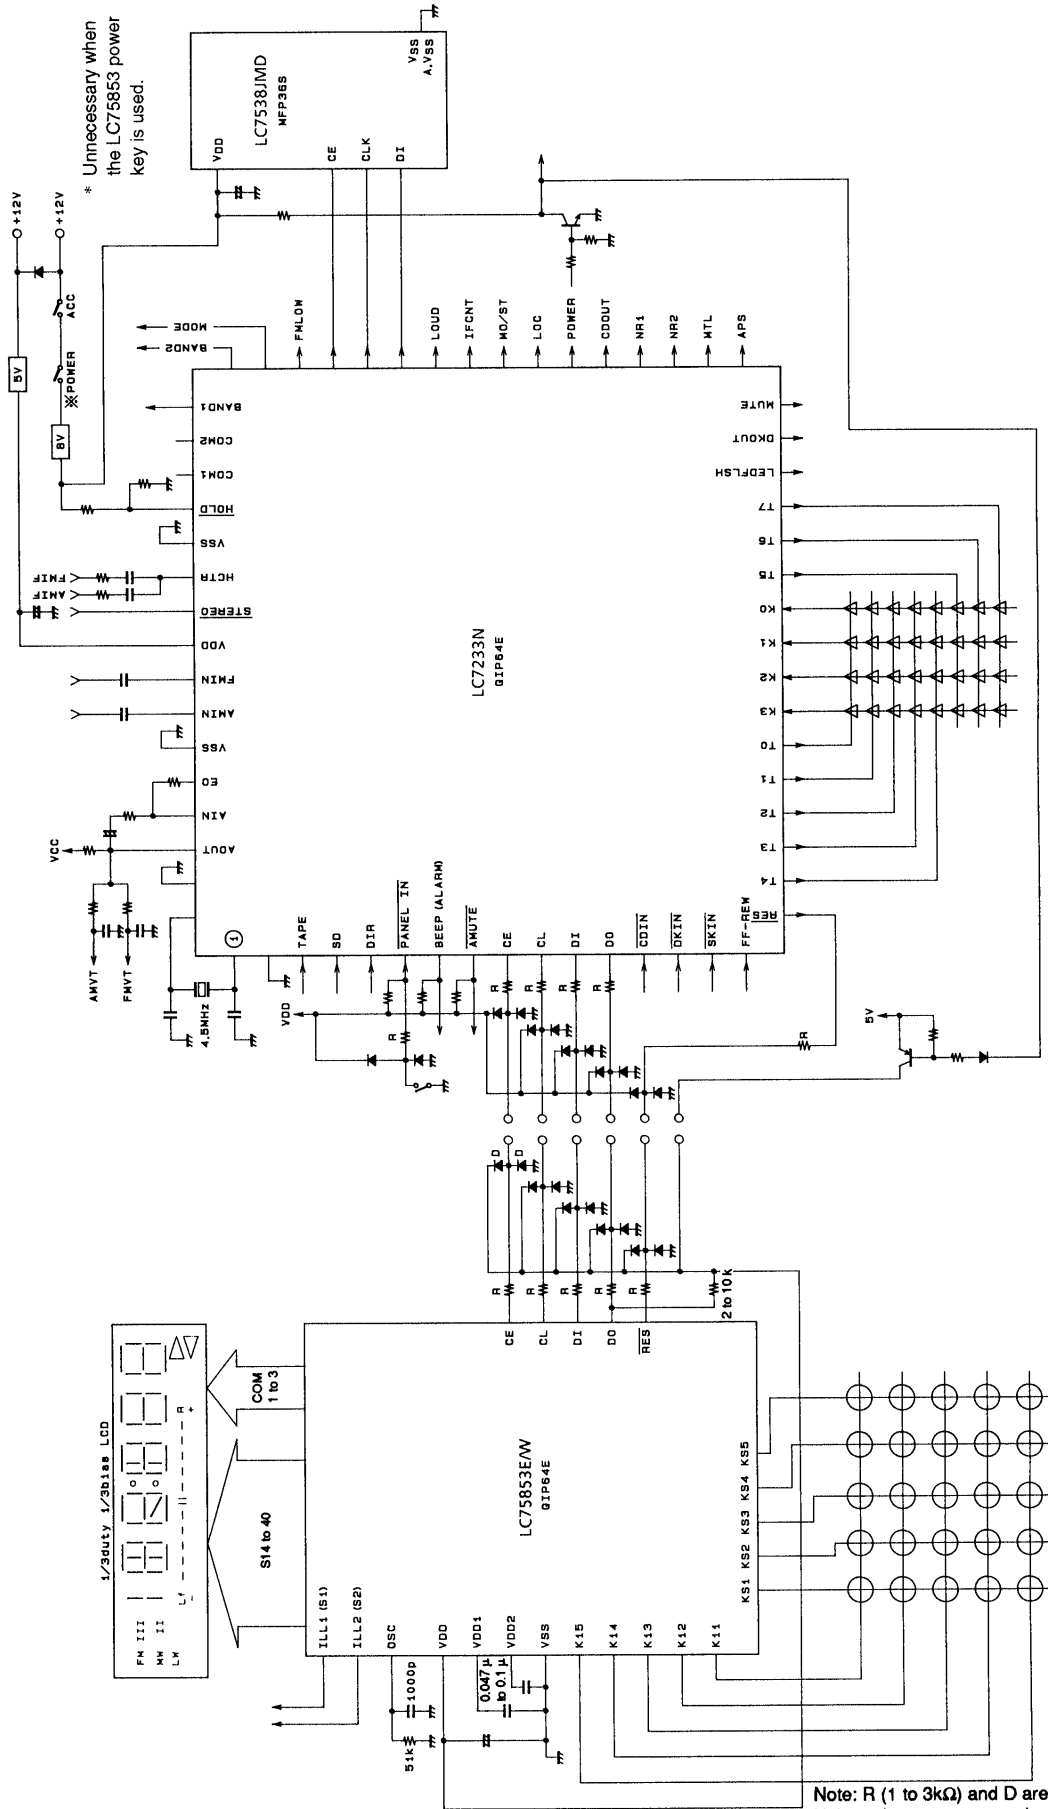 * Unnecessary when
the LC75853 power
key is used.
+12V
+12V
5V
ACC
※POWER
8V
VDD
LC7538JMD
MFP36S
VSS
A.VSS
CE
CLK
DI
MODE
BAND2
BAND1
COM2
COM1
HOLD
VSS
HCTR
FMIF
AMIF
STEREO
VDD
FMIN
AMIN
VSS
EO
AIN
AOUT
VCC
AMVT
FMVT
4.5MHz
①
FMLOW
LOUD
IFCNT
MO/ST
LOC
POWER
CDOUT
NR1
NR2
MTL
APS
LC7233N
QIP64E
MUTE
DKOUT
LEDFLSH
T7
T6
T5
K0
K1
K2
K3
T0
T1
T2
T3
T4
RES
TAPE
SD
DIR
PANEL IN
BEEP (ALARM)
AMUTE
CE
CL
DI
DO
CDIN
DKIN
SKIN
FF-REW
VDD
R
R
R
R
R
R
5V
D
D
R
R
R
R
R
2 to 10 k
CE
CL
DI
DO
RES
1/3duty 1/3bias LCD
FM III
MW II
LW
Lf
R
-
+
COM
1 to 3
S14 to 40
LC75853E/W
QIP64E
ILL1 (S1)
ILL2 (S2)
OSC
VDD
VDD1
VDD2
VSS
K15
K14
K13
K12
K11
1000p
51k
0.047 μ
to 0.1 μ
KS1 KS2 KS3 KS4 KS5
Note: R (1 to 3kΩ) and D are